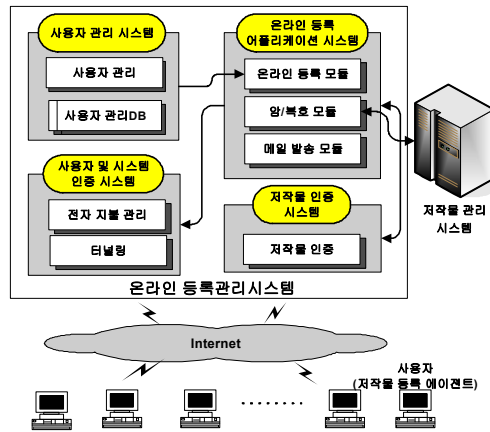 사용자 관리 시스템
사용자 관리
사용자 관리DB
온라인 등록
어플리케이션 시스템
온라인 등록 모듈
암/복호 모듈
메일 발송 모듈
사용자 및 시스템
인증 시스템
전자 지불 관리
터널링
저작물 인증
시스템
저작물 인증
저작물 관리
시스템
온라인 등록관리시스템
Internet
사용자
(저작물 등록 에이젼트)